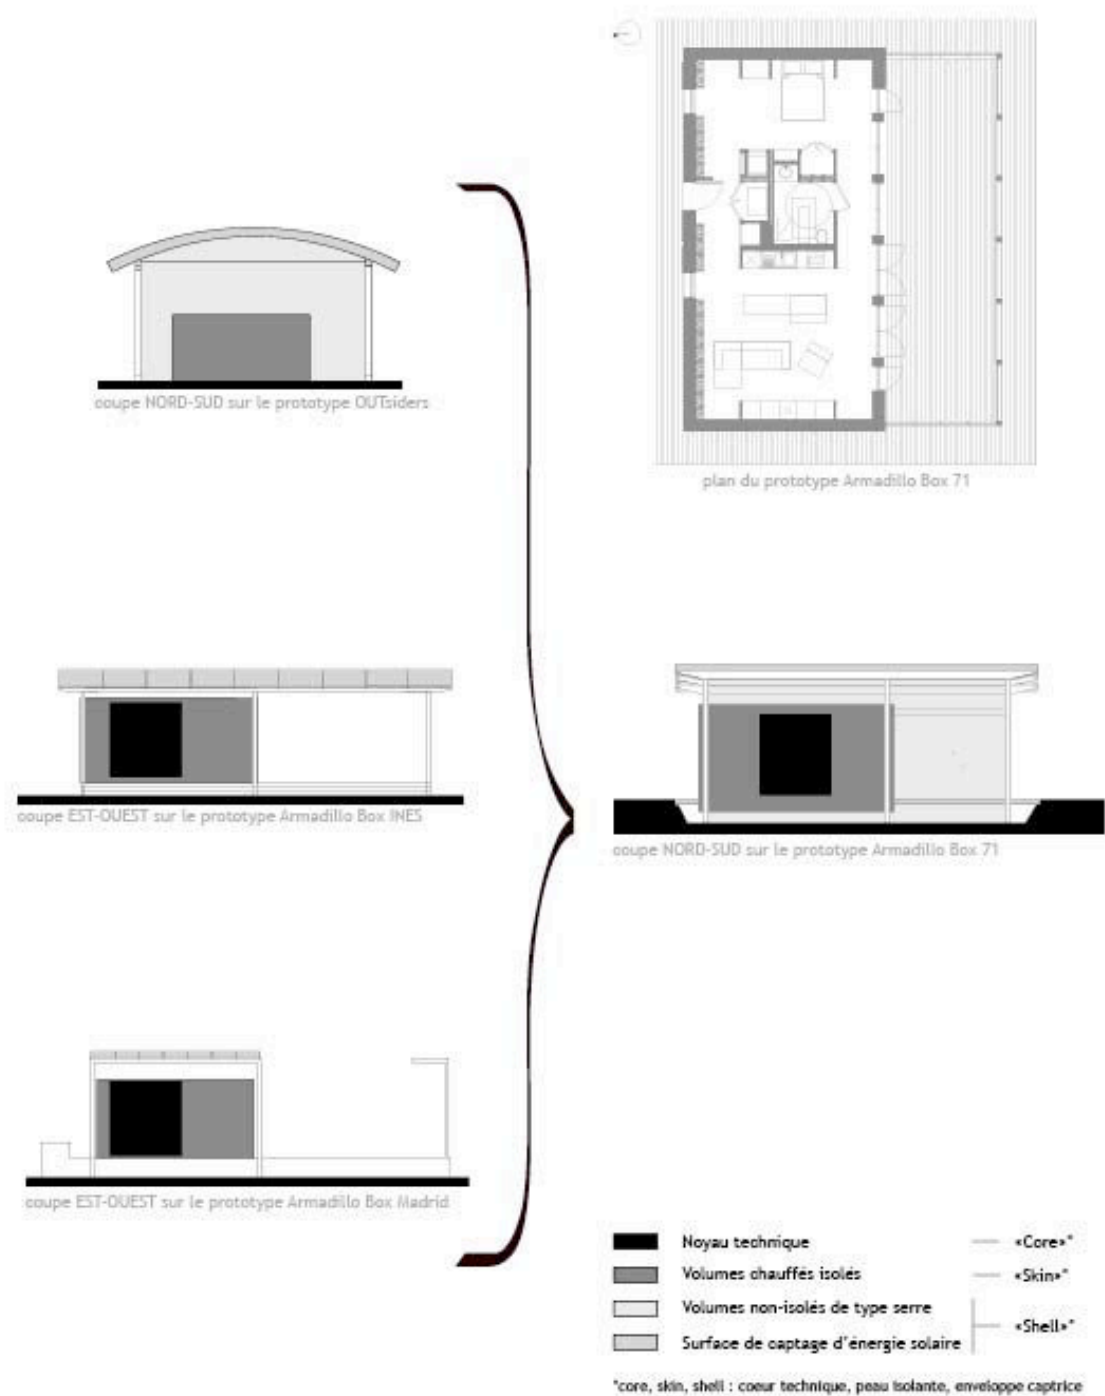 coupe NORD-SUD sur le prototype OUTsiders
plan du prototype Armadillo Box 71
coupe EST-OUEST sur le prototype Armadillo Box INES
coupe NORD-SUD sur le prototype Armadillo Box 71
coupe EST-OUEST sur le prototype Armadillo Box Madrid
Noyau technique «Core»*
Volumes chauffés isolés «Skin»*
Volumes non-isolés de type serre
«Shell»*
Surface de captage d'énergie solaire
*core, skin, shell : coeur technique, peau isolante, enveloppe captrice